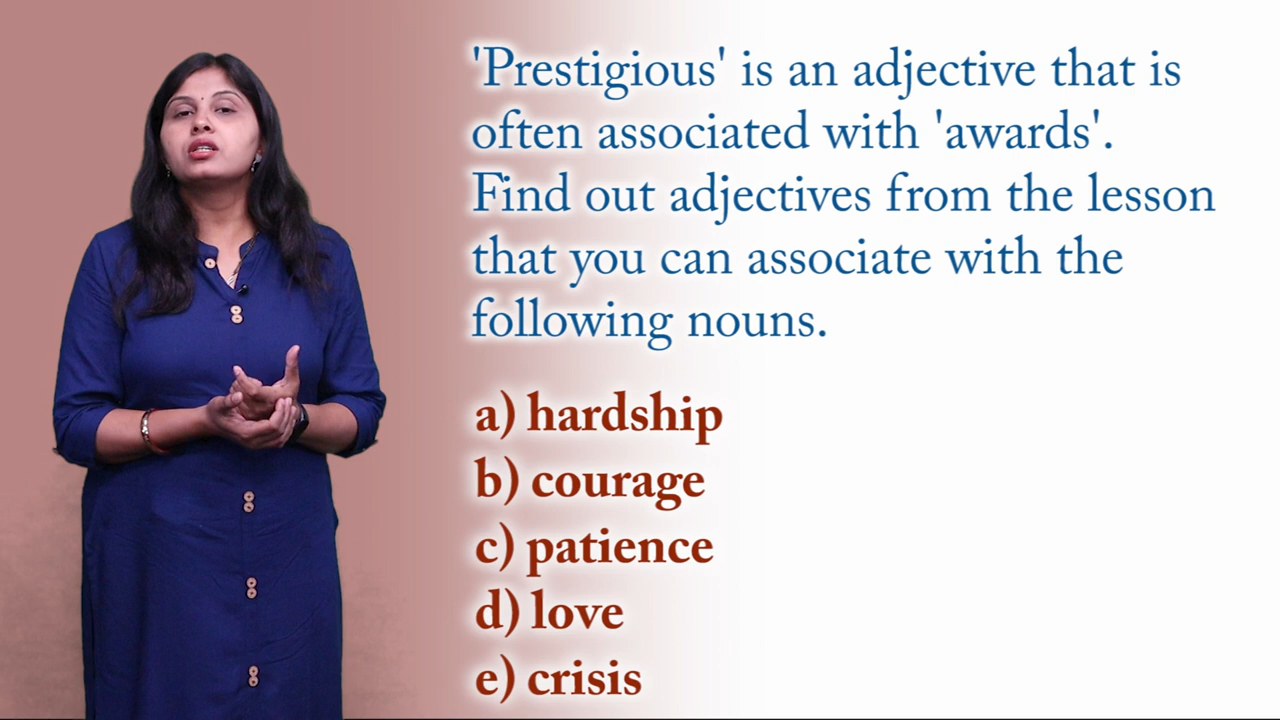 'Prestigious' is an adjective that is
often associated with 'awards'.
Find out adjectives from the lesson
that you can associate with the
following nouns.
a) hardship
b) courage
c) patience
d) love
e) crisis